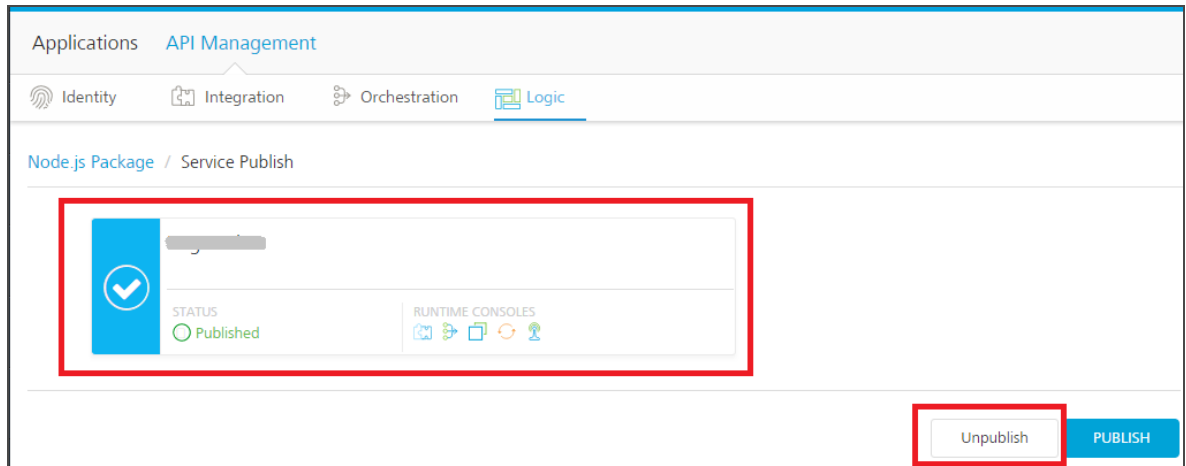 Applications API Management
Identity Integration Orchestration Logic
Node.js Package / Service Publish
STATUS RUNTIME CONSOLES
Published
Unpublish PUBLISH